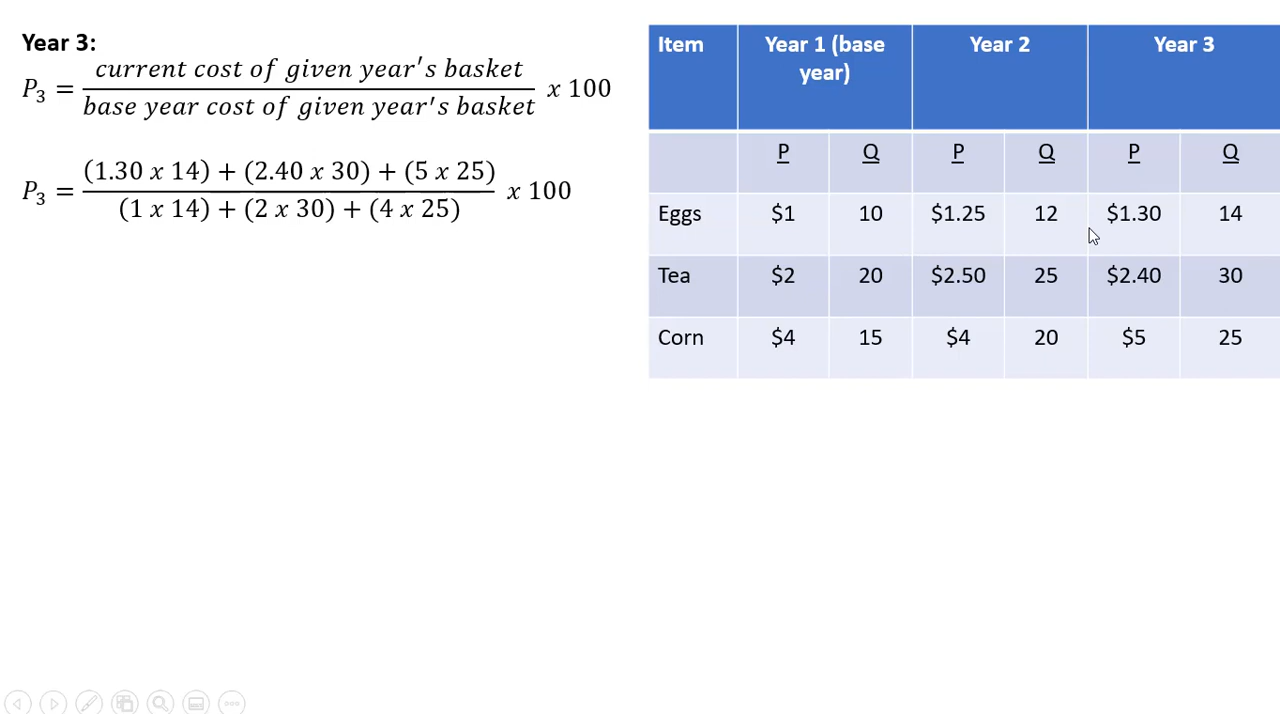 Year 3:
P₃ = current cost of given year's basket / base year cost of given year's basket x 100
P₃ = (1.30 x 14) + (2.40 x 30) + (5 x 25) / (1 x 14) + (2 x 30) + (4 x 25) x 100
Item Year 1 (base year) Year 2 Year 3
P Q P Q P Q
Eggs $1 10 $1.25 12 $1.30 14
Tea $2 20 $2.50 25 $2.40 30
Corn $4 15 $4 20 $5 25